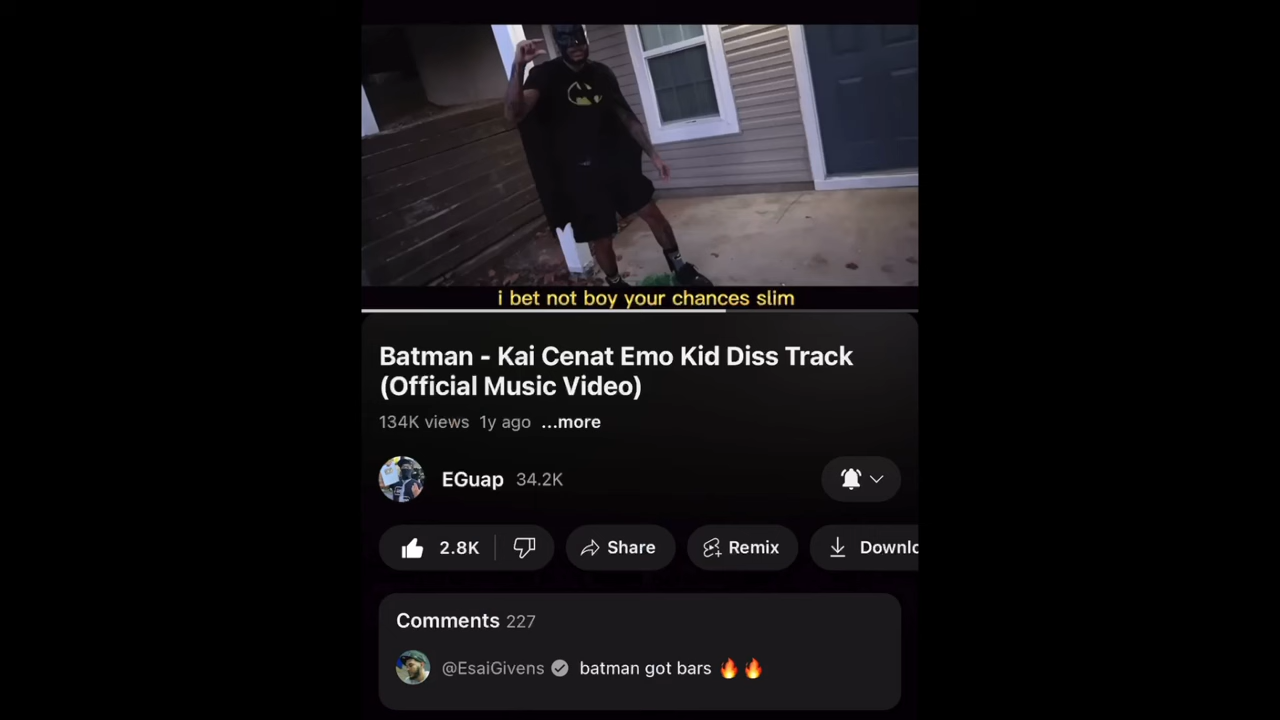 i bet not boy your chances slim
Batman - Kai Cenat Emo Kid Diss Track
(Official Music Video)
134K views 1y ago ...more
EGuap 34.2K
2.8K Share Remix Downlo
Comments 227
@EsaiGivens batman got bars 🔥🔥